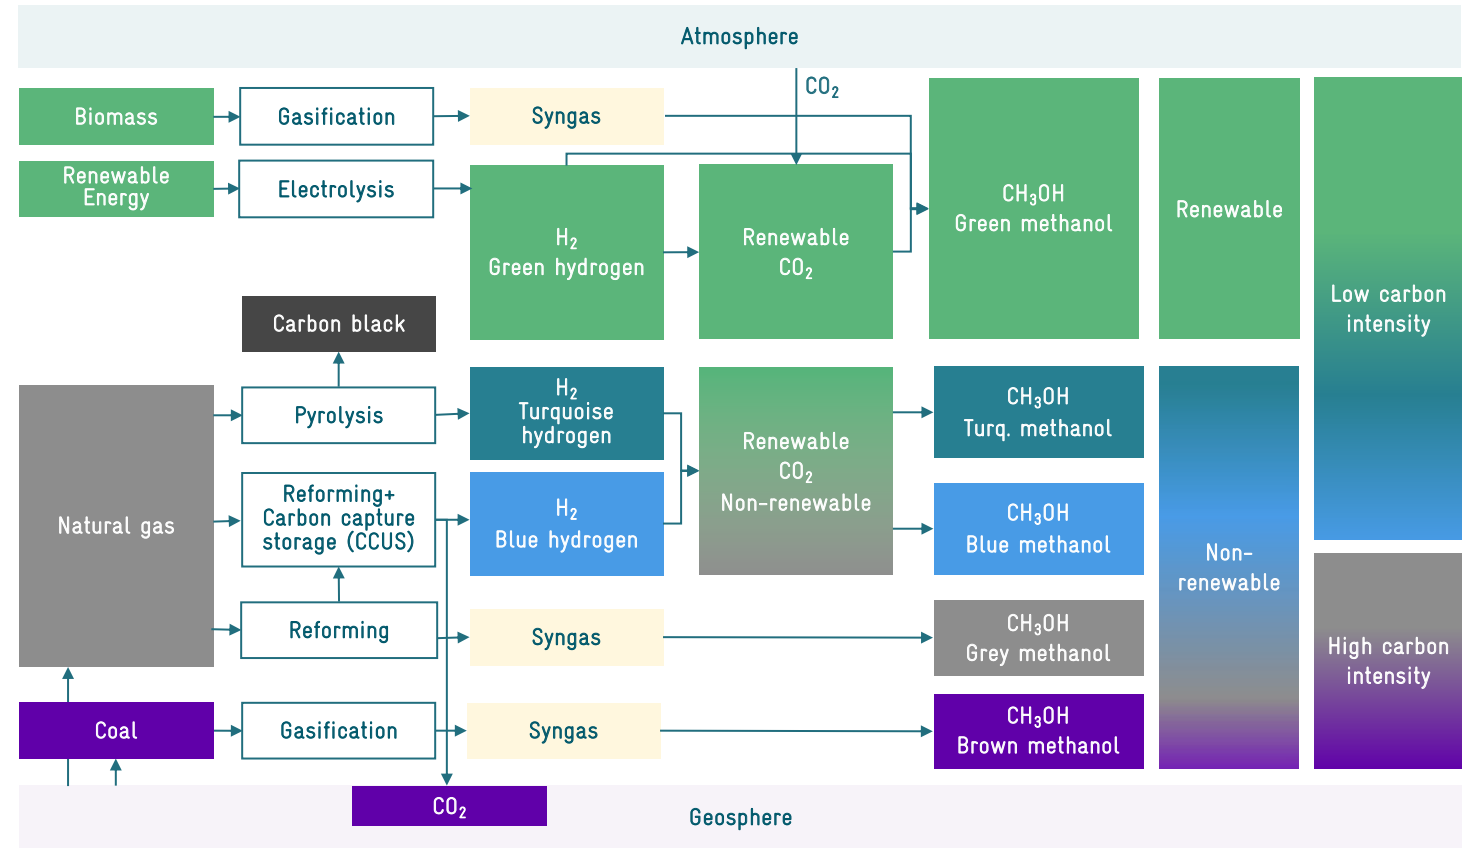 Atmosphere
CO₂
Biomass
Gasification
Syngas
Renewable
Energy
Electrolysis
H₂
Green hydrogen
Renewable
CO₂
CH₃OH
Green methanol
Renewable
Low carbon
intensity
Carbon black
Natural gas
Pyrolysis
H₂
Turquoise
hydrogen
Renewable
CO₂
Non-renewable
CH₃OH
Turq. methanol
Reforming+
Carbon capture
storage (CCUS)
H₂
Blue hydrogen
CH₃OH
Blue methanol
Non-
renewable
Reforming
Syngas
CH₃OH
Grey methanol
High carbon
intensity
Coal
Gasification
Syngas
CH₃OH
Brown methanol
CO₂
Geosphere